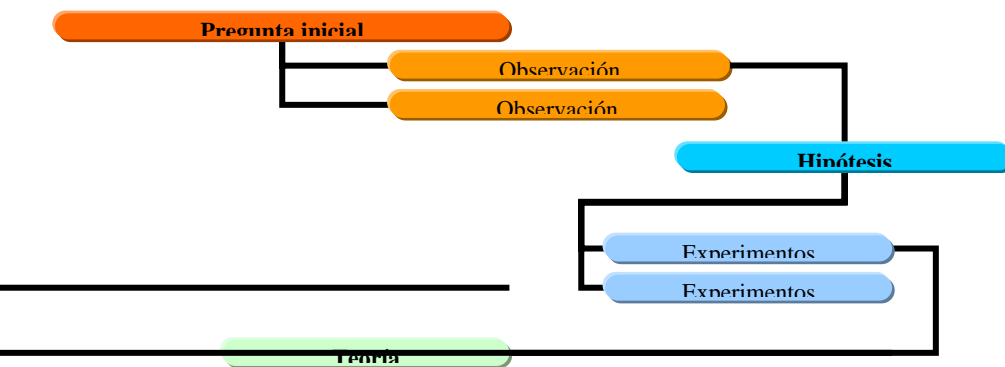 Pregunta inicial
Observación
Observación
Hipótesis
Experimentos
Experimentos
Teoría